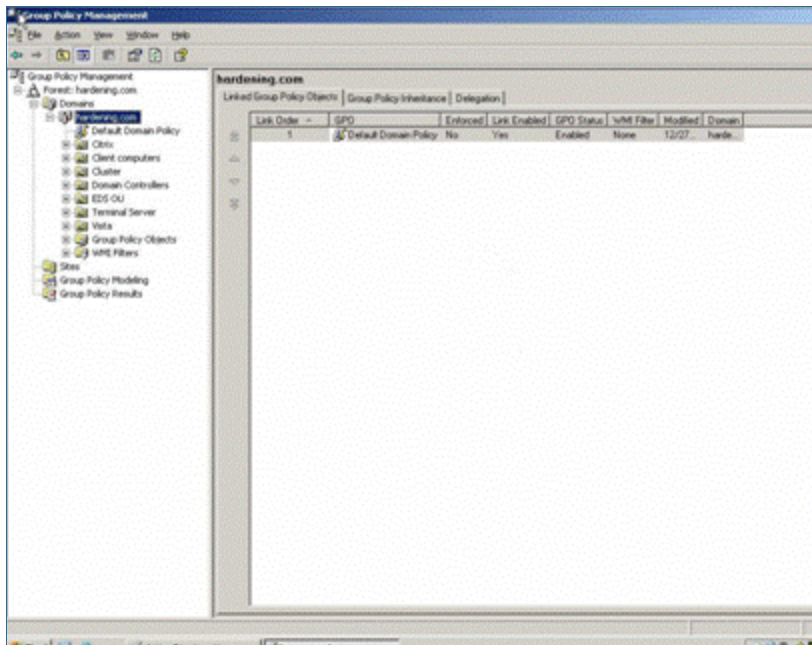 Group Policy Management
File Action View Window Help
Group Policy Management
Forest: hardening.com
Domains
hardening.com
Default Domain Policy
Citrix
Client computers
Cluster
Domain Controllers
EDS OU
Terminal Server
Vista
Group Policy Objects
WMI Filters
Sites
Group Policy Modeling
Group Policy Results
hardening.com
Linked Group Policy Objects Group Policy Inheritance Delegation
Link Order GPO Enforced Link Enabled GPO Status WMI Filter Modified Domain
1 Default Domain Policy No Yes Enabled None 12/27... harde...